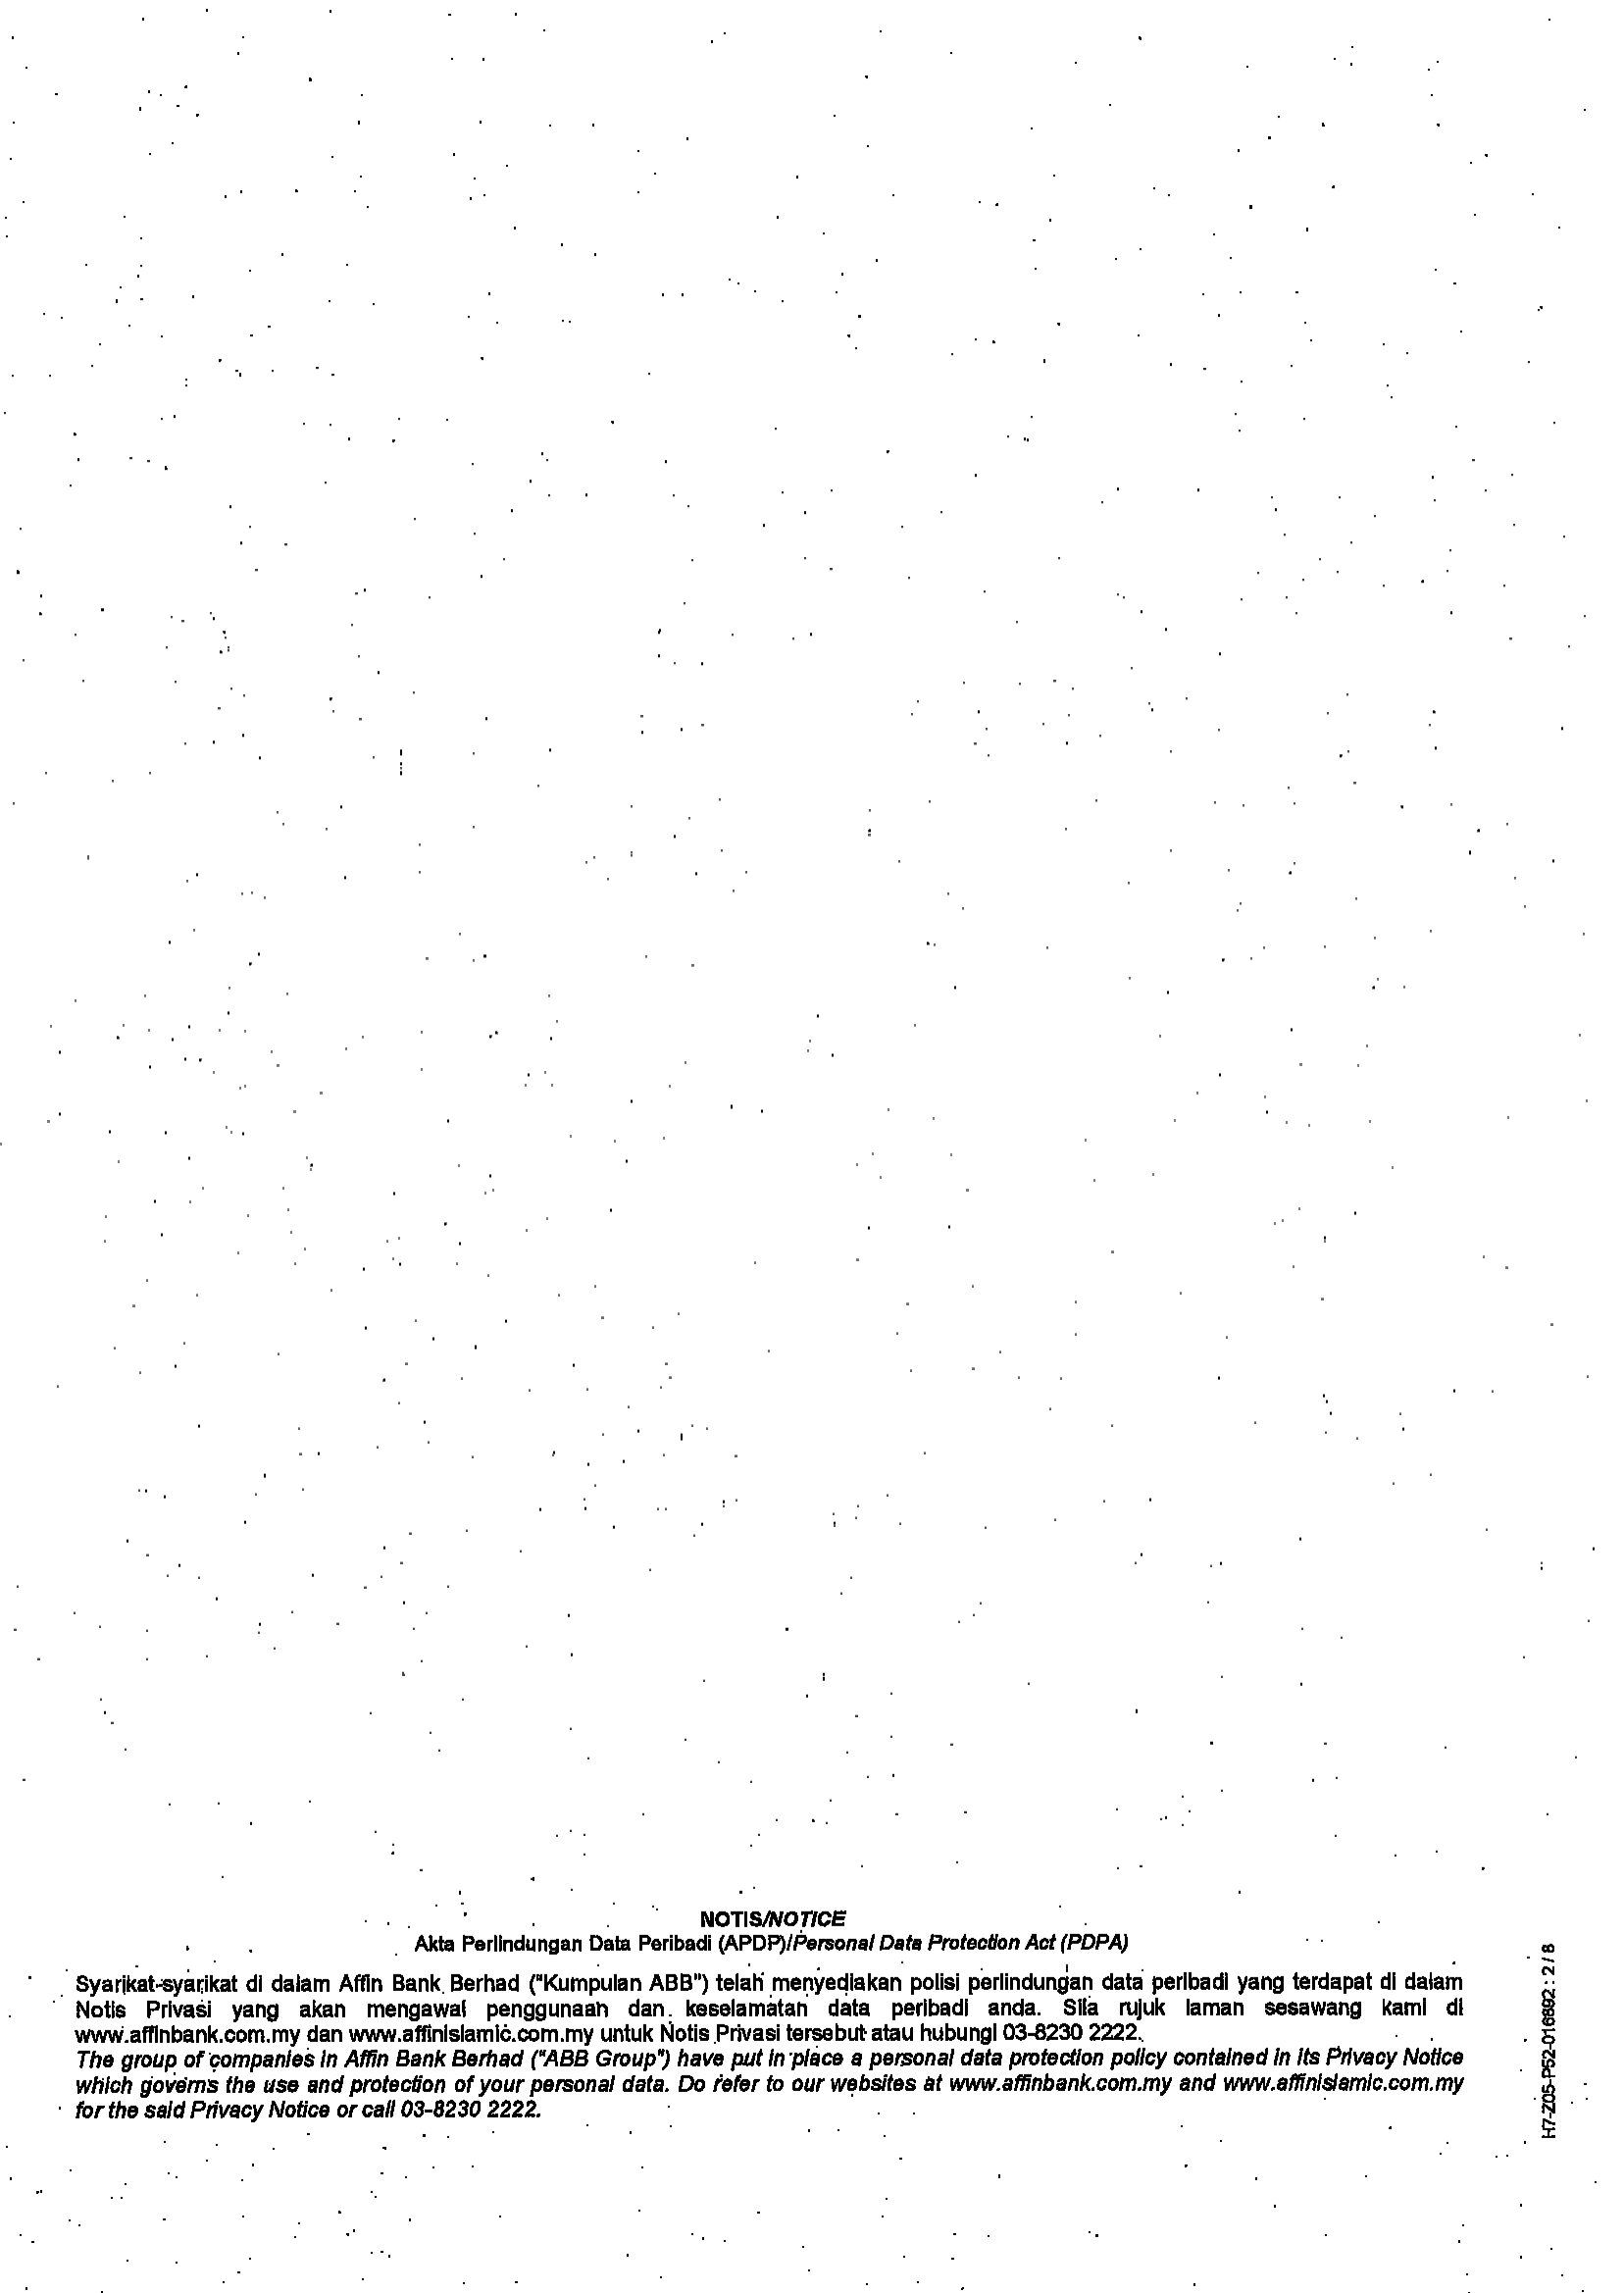 NOTIS/NOTICE
Akta Perlindungan Data Peribadi (APDP)/Personal Data Protection Act (PDPA)
Syarikat-syarikat di dalam Affin Bank Berhad ("Kumpulan ABB") telah menyediakan polisi perlindungan data peribadi yang terdapat di dalam
Notis Privasi yang akan mengawal penggunaan dan keselamatan data peribadi anda. Sila rujuk laman sesawang kami di
www.affinbank.com.my dan www.affinislamic.com.my untuk Notis Privasi tersebut atau hubungi 03-8230 2222.
The group of companies in Affin Bank Berhad ("ABB Group") have put in place a personal data protection policy contained in its Privacy Notice
which governs the use and protection of your personal data. Do refer to our websites at www.affinbank.com.my and www.affinislamic.com.my
for the said Privacy Notice or call 03-8230 2222.
H7-Z05-P52-016692 : 2 / 8